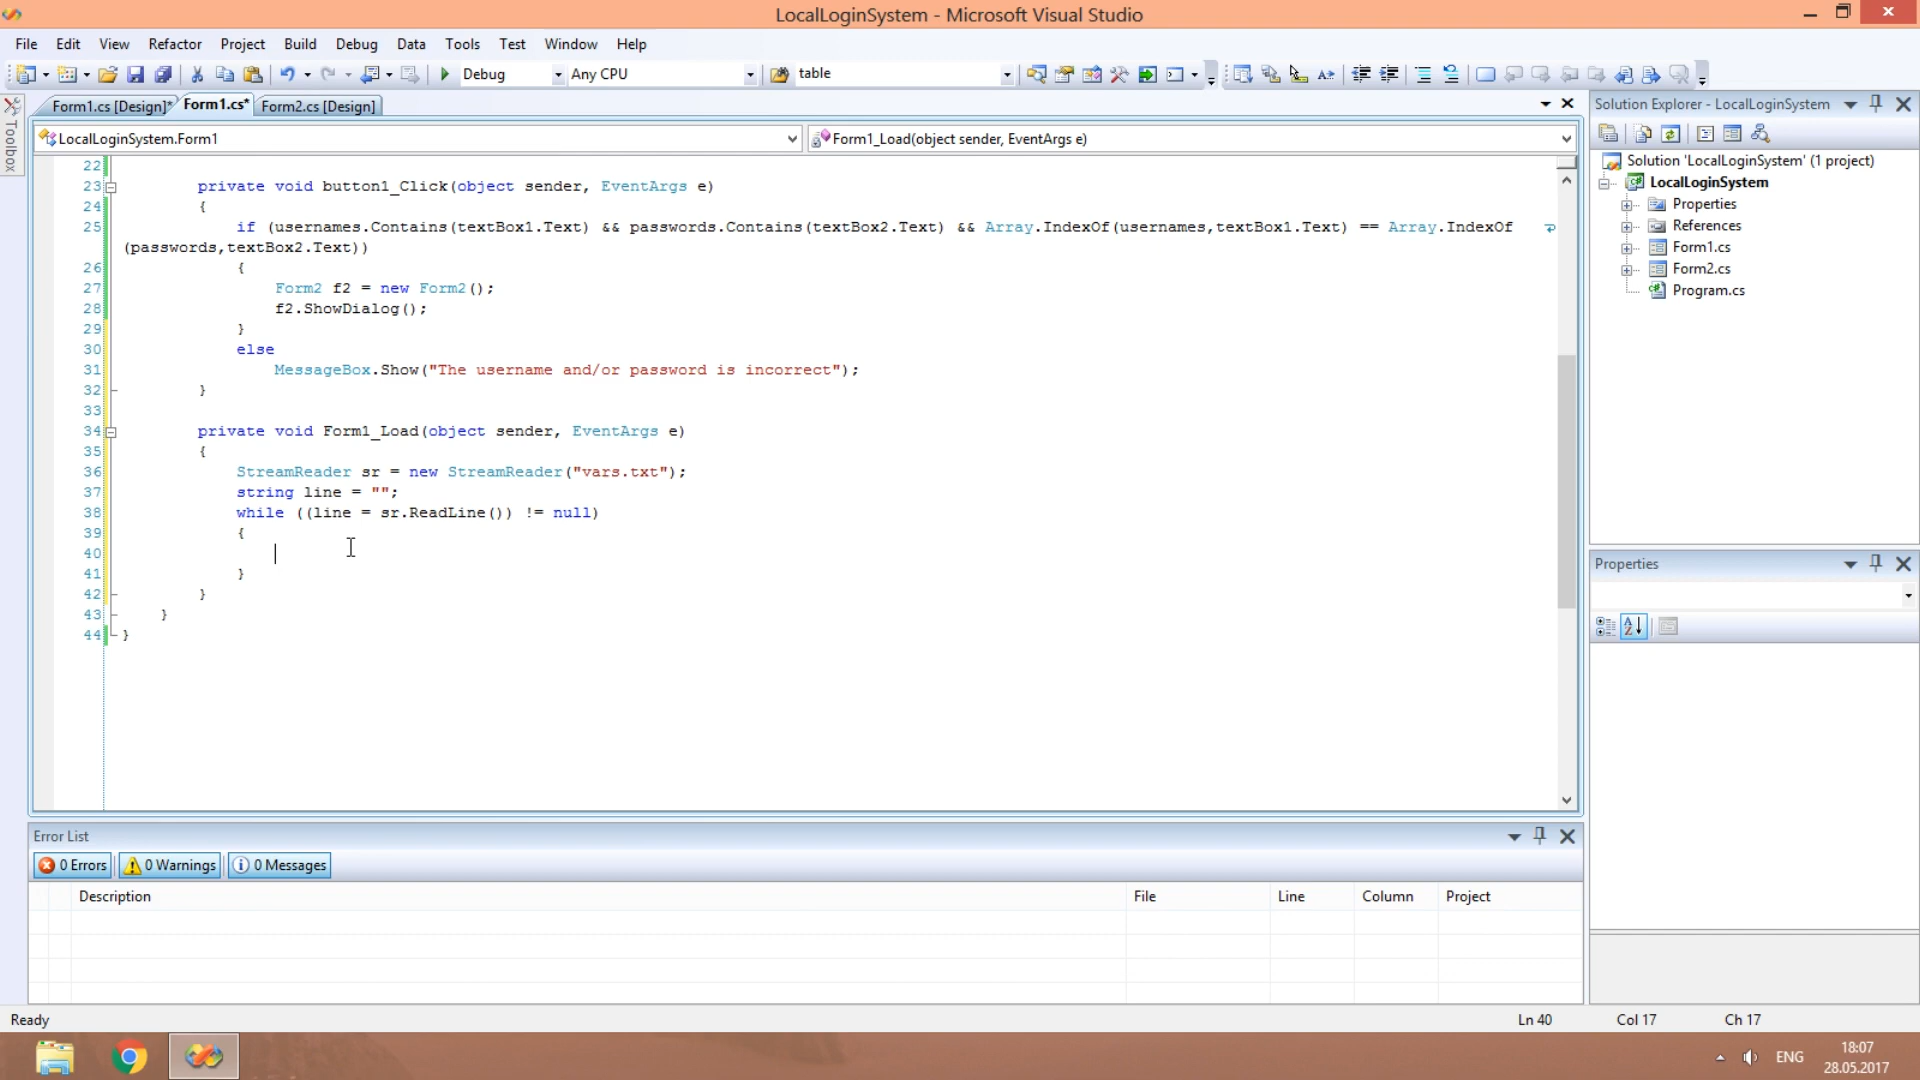 LocalLoginSystem - Microsoft Visual Studio
File Edit View Refactor Project Build Debug Data Tools Test Window Help
Debug Any CPU table
Form1.cs [Design]* Form1.cs* Form2.cs [Design]
Toolbox
LocalLoginSystem.Form1 Form1_Load(object sender, EventArgs e)
22
23 private void button1_Click(object sender, EventArgs e)
24 {
25 if (usernames.Contains(textBox1.Text) && passwords.Contains(textBox2.Text) && Array.IndexOf(usernames,textBox1.Text) == Array.IndexOf
(passwords,textBox2.Text))
26 {
27 Form2 f2 = new Form2();
28 f2.ShowDialog();
29 }
30 else
31 MessageBox.Show("The username and/or password is incorrect");
32 }
33
34 private void Form1_Load(object sender, EventArgs e)
35 {
36 StreamReader sr = new StreamReader("vars.txt");
37 string line = "";
38 while ((line = sr.ReadLine()) != null)
39 {
40
41 }
42 }
43 }
44 }
Solution Explorer - LocalLoginSystem
Solution 'LocalLoginSystem' (1 project)
LocalLoginSystem
Properties
References
Form1.cs
Form2.cs
Program.cs
Properties
Error List
0 Errors 0 Warnings 0 Messages
Description File Line Column Project
Ready Ln 40 Col 17 Ch 17
ENG 18:07
28.05.2017